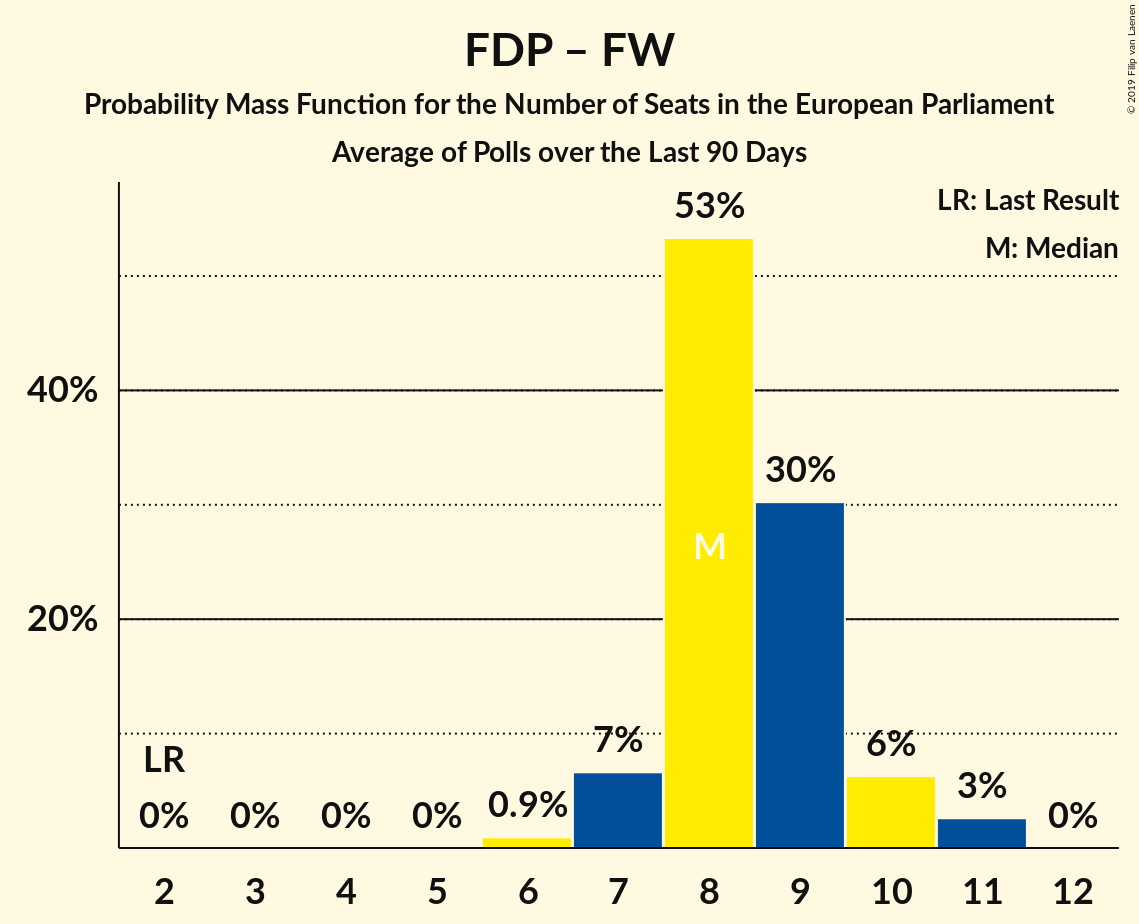 FDP – FW
Probability Mass Function for the Number of Seats in the European Parliament
Average of Polls over the Last 90 Days
© 2019 Filip van Laenen
LR: Last Result
M: Median
53%
40%
30%
M
20%
7%
6%
LR
3%
0.9%
0% 0% 0% 0% 0%
2 3 4 5 6 7 8 9 10 11 12